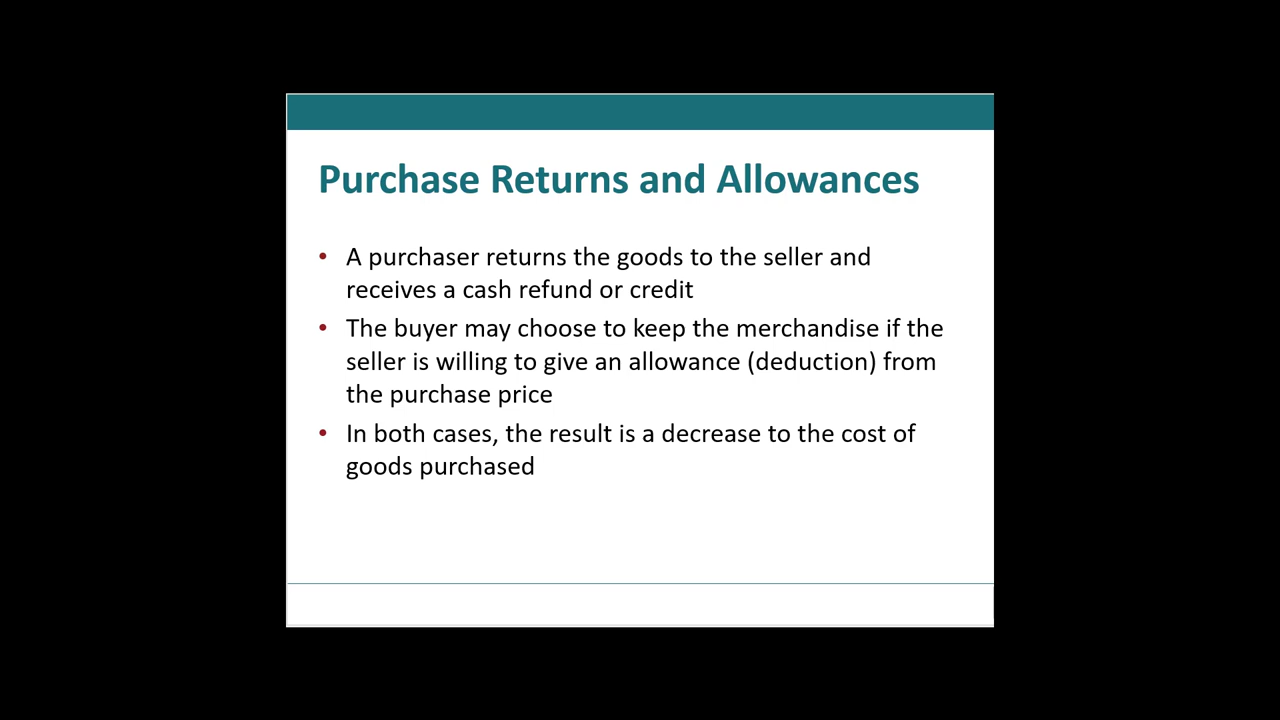 Purchase Returns and Allowances
• A purchaser returns the goods to the seller and
receives a cash refund or credit
• The buyer may choose to keep the merchandise if the
seller is willing to give an allowance (deduction) from
the purchase price
• In both cases, the result is a decrease to the cost of
goods purchased